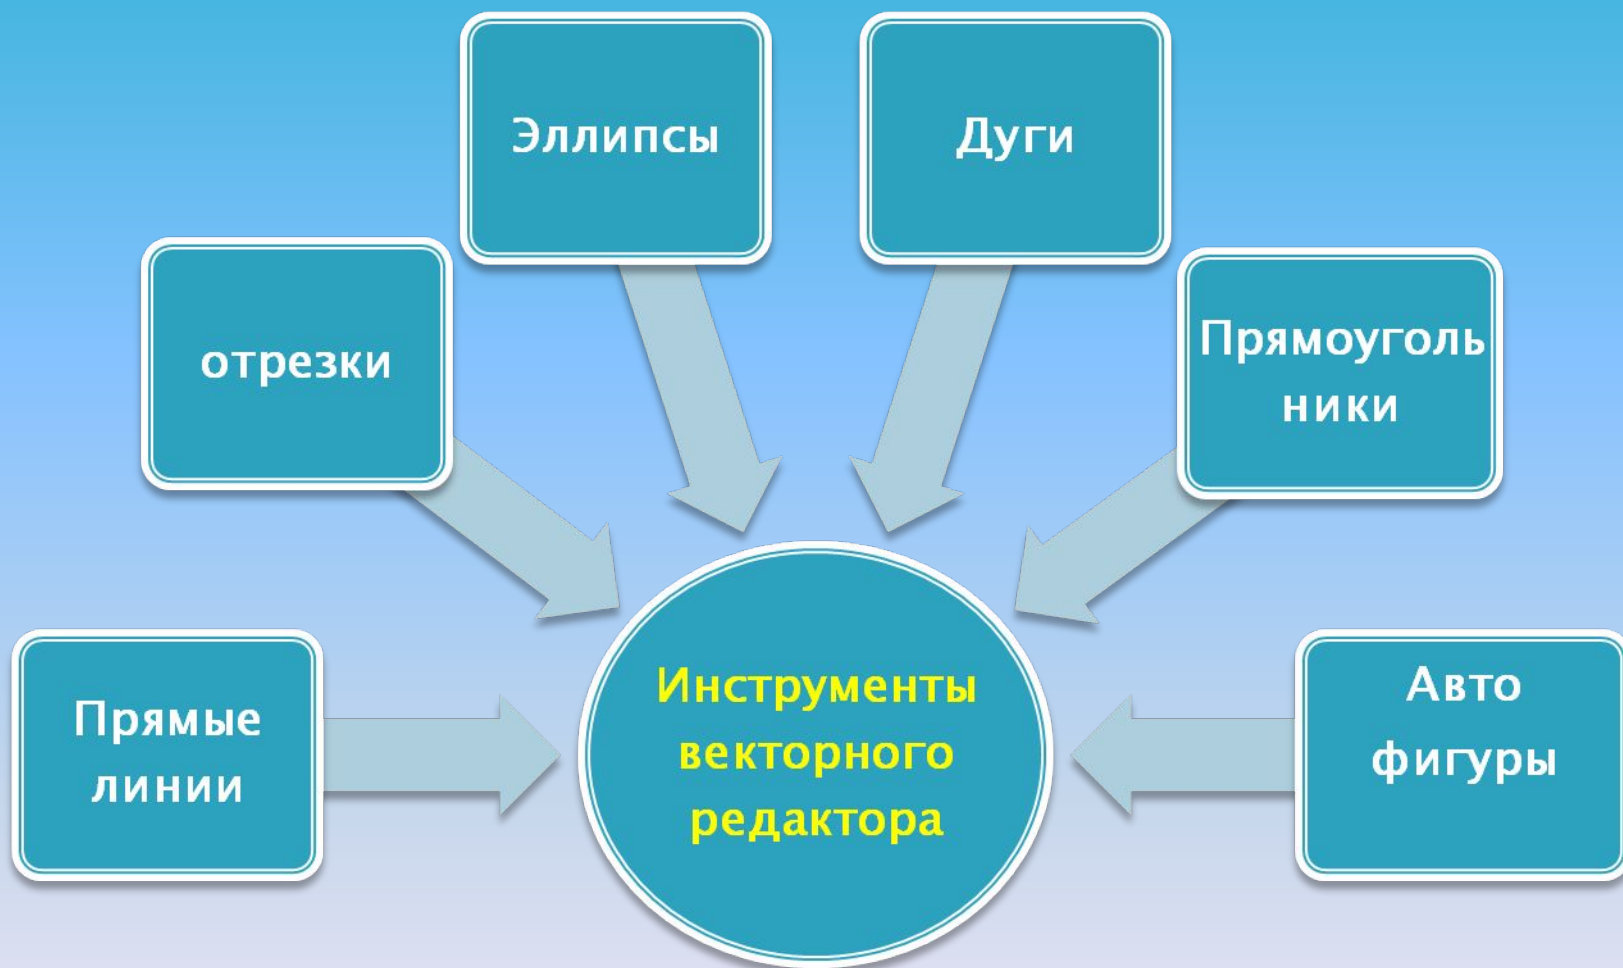 Эллипсы
Дуги
отрезки
Прямоуголь
ники
Прямые
линии
Инструменты
векторного
редактора
Авто
фигуры